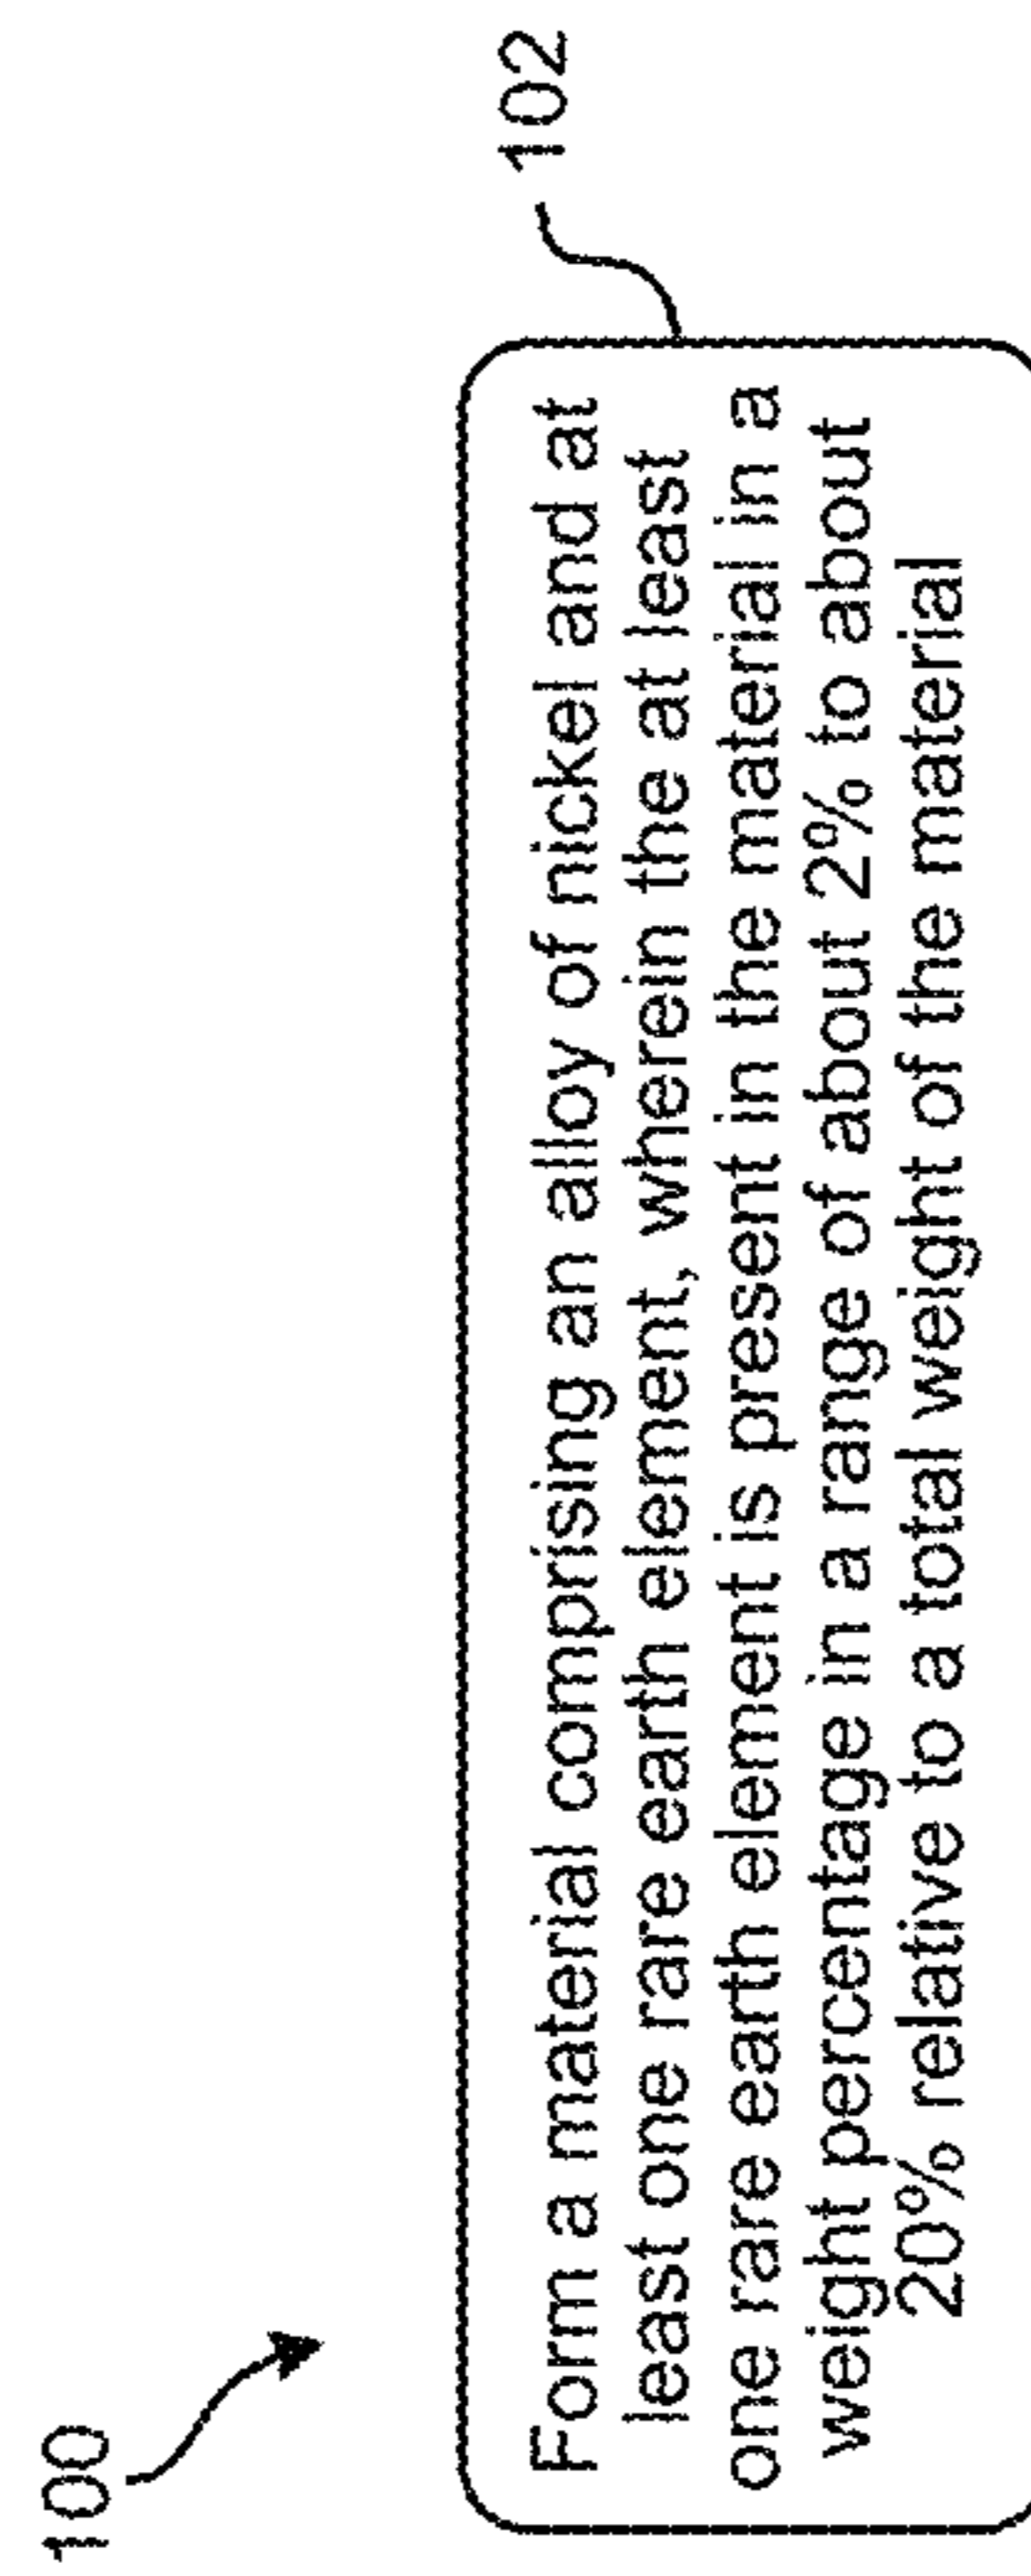 100
102
Form a material comprising an alloy of nickel and at
least one rare earth element, wherein the at least
one rare earth element is present in the material in a
weight percentage in a range of about 2% to about
20% relative to a total weight of the material